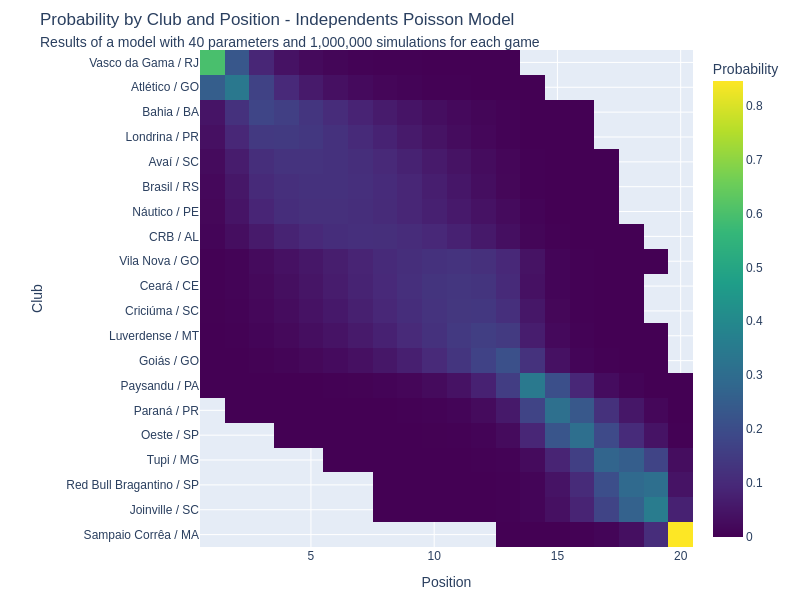 Probability by Club and Position - Independents Poisson Model
Results of a model with 40 parameters and 1,000,000 simulations for each game
Probability
Vasco da Gama / RJ
Atlético / GO
Bahia / BA
Londrina / PR
Avaí / SC
Brasil / RS
Náutico / PE
CRB / AL
Vila Nova / GO
Ceará / CE
Criciúma / SC
Luverdense / MT
Goiás / GO
Paysandu / PA
Paraná / PR
Oeste / SP
Tupi / MG
Red Bull Bragantino / SP
Joinville / SC
Sampaio Corrêa / MA
Club
5
10
15
20
Position
0.8
0.7
0.6
0.5
0.4
0.3
0.2
0.1
0